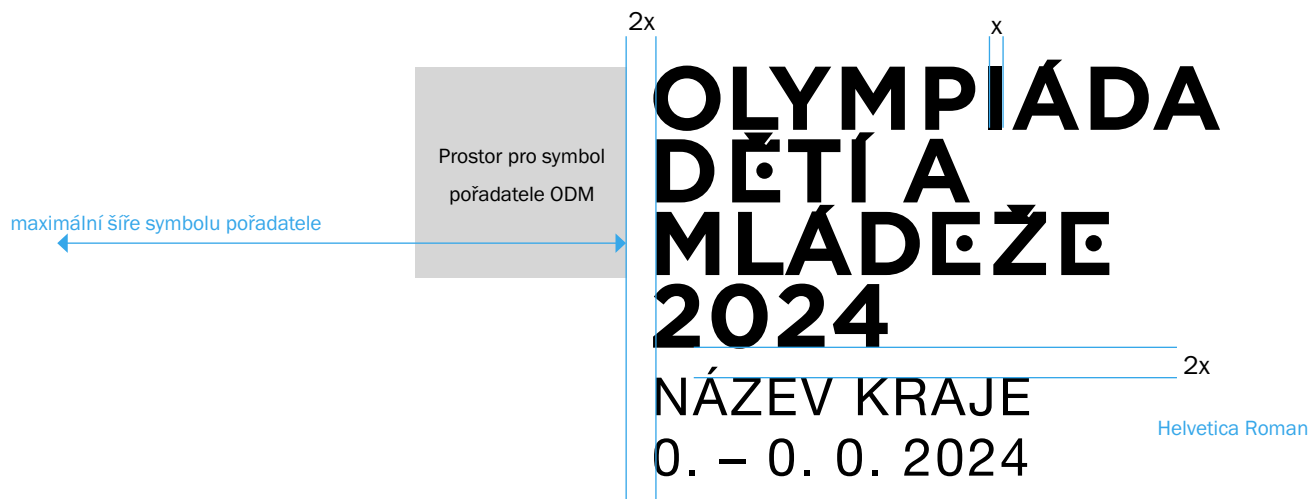 2x
x
OLYMPIÁDA
DĚTÍ A
MLÁDEŽE
2024
Prostor pro symbol
pořadatele ODM
maximální šíře symbolu pořadatele
2x
NÁZEV KRAJE
0. – 0. 0. 2024
Helvetica Roman